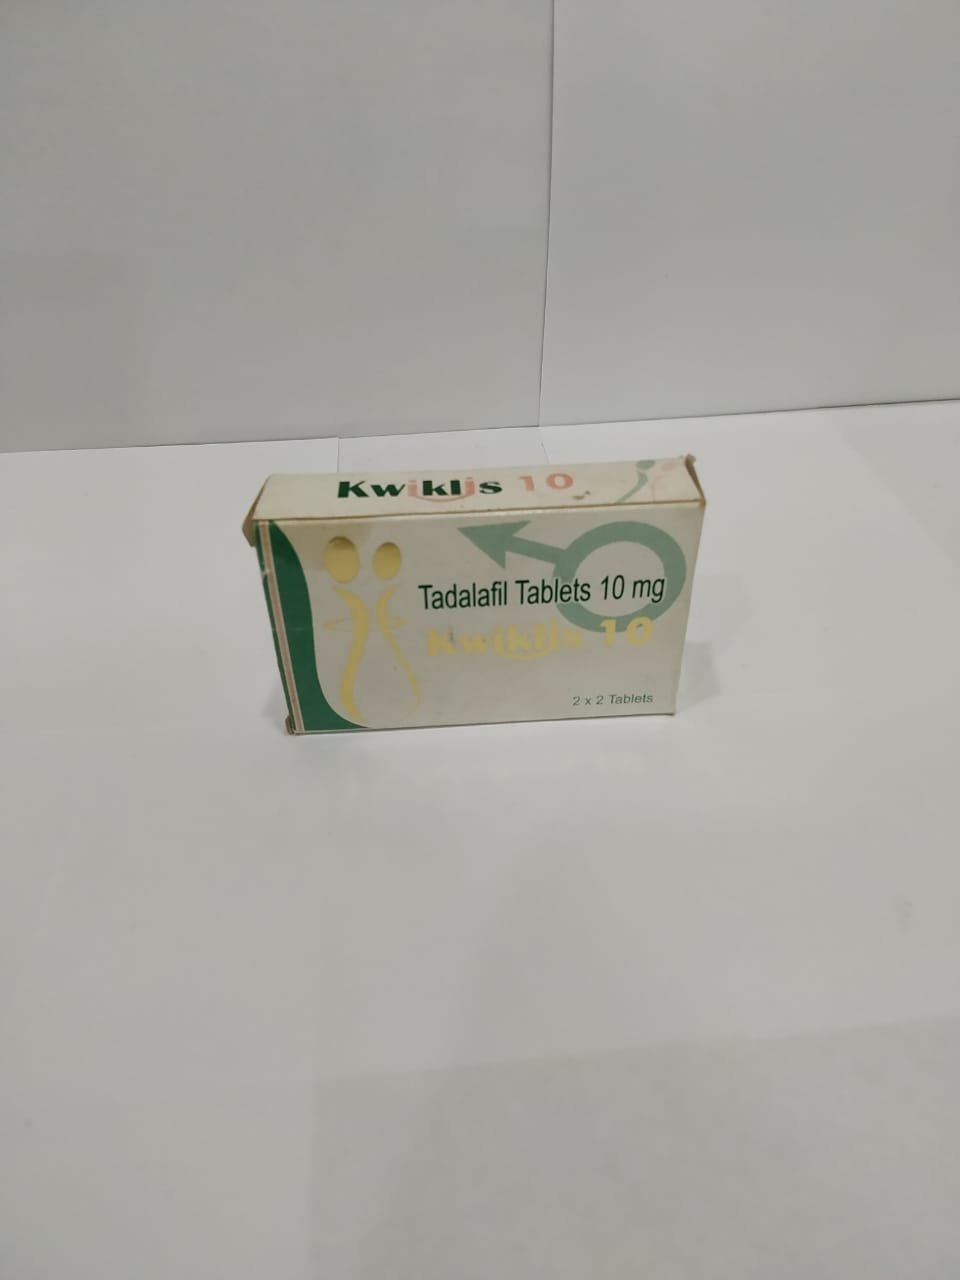 Kwiklis 10
Tadalafil Tablets 10 mg
Kwiklis 10
2 x 2 Tablets